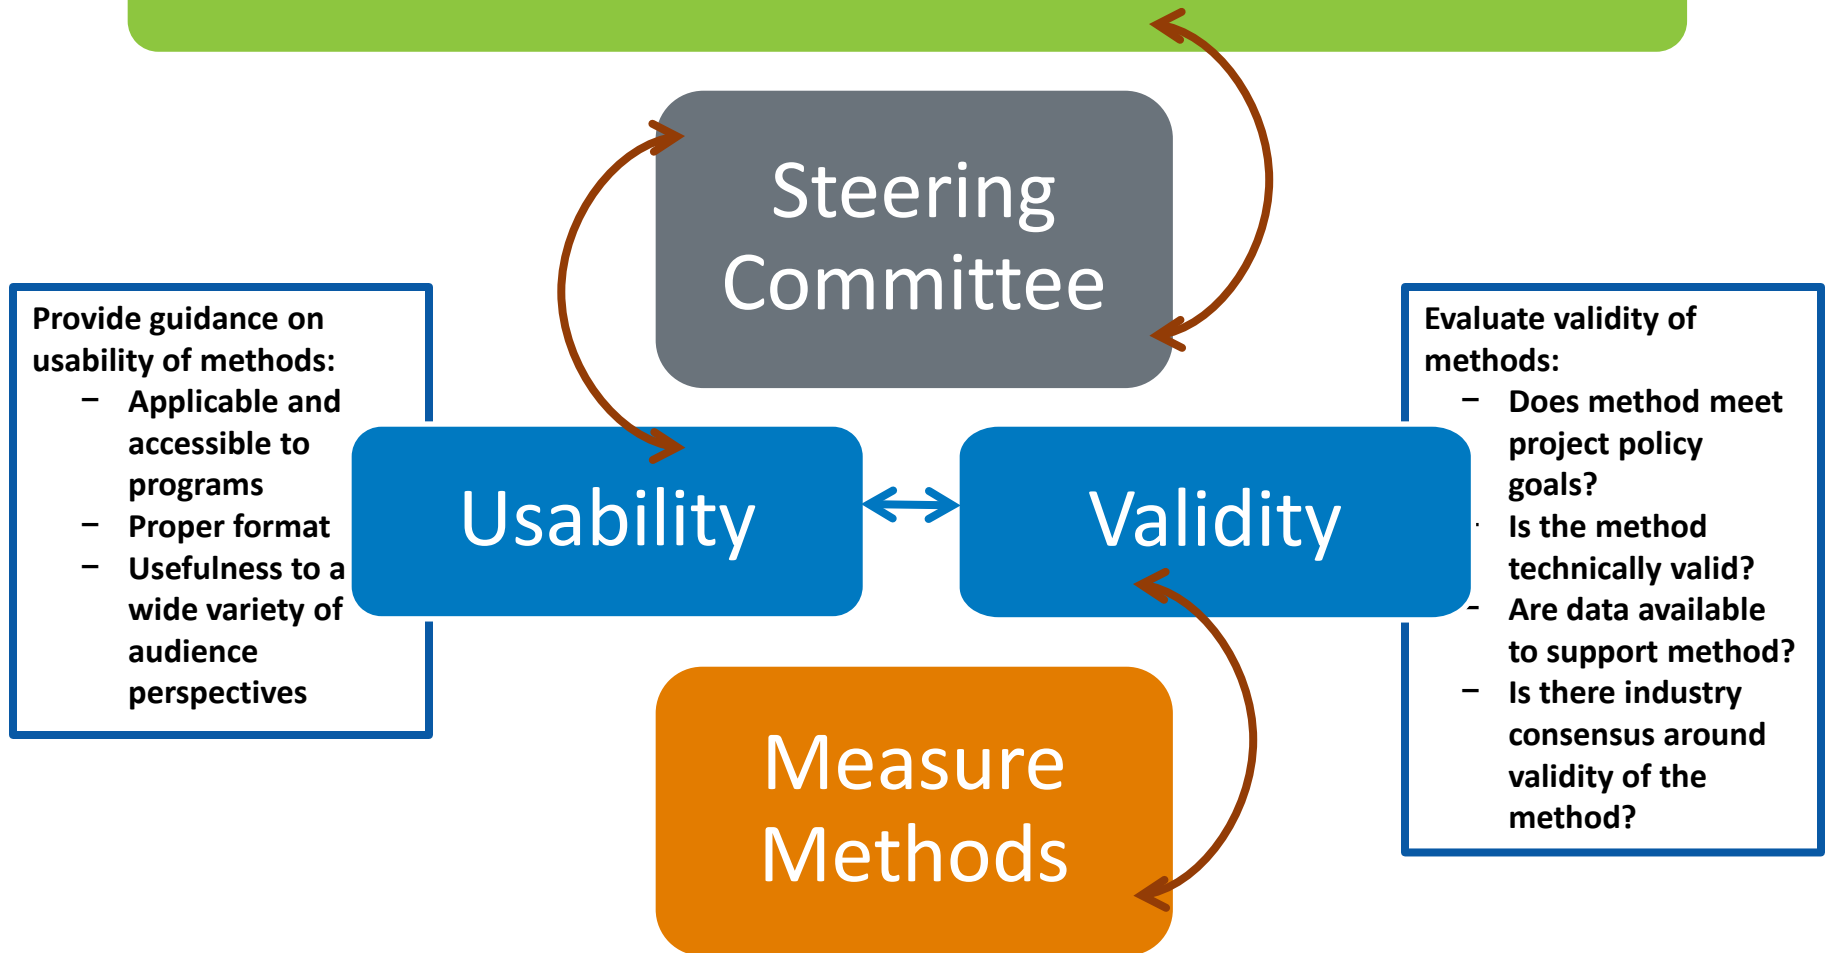 Steering
Committee
Provide guidance on
usability of methods:
– Applicable and
accessible to
programs
– Proper format
– Usefulness to a
wide variety of
audience
perspectives
Usability
Validity
Evaluate validity of
methods:
– Does method meet
project policy
goals?
Is the method
technically valid?
– Are data available
to support method?
– Is there industry
consensus around
validity of the
method?
Measure
Methods